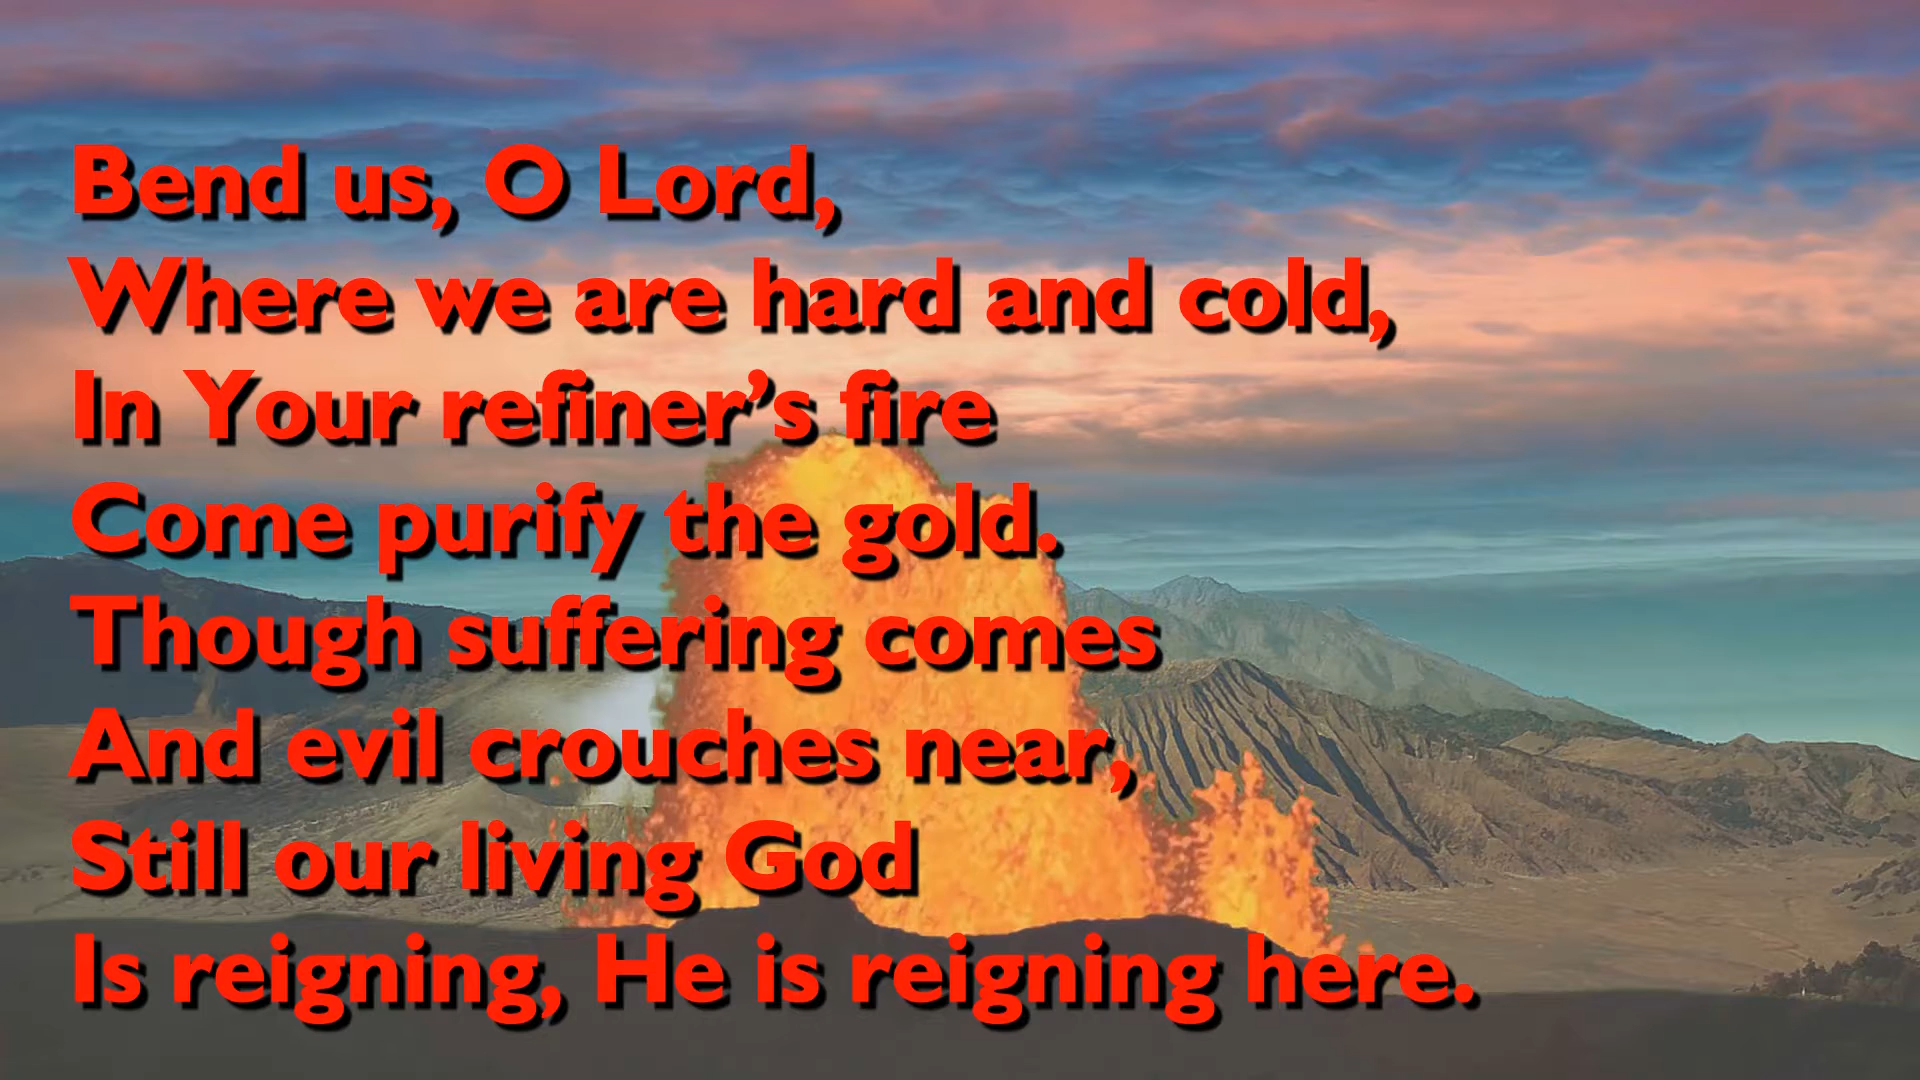 Bend us, O Lord,
Where we are hard and cold,
In Your refiner’s fire
Come purify the gold.
Though suffering comes
And evil crouches near,
Still our living God
Is reigning, He is reigning here.